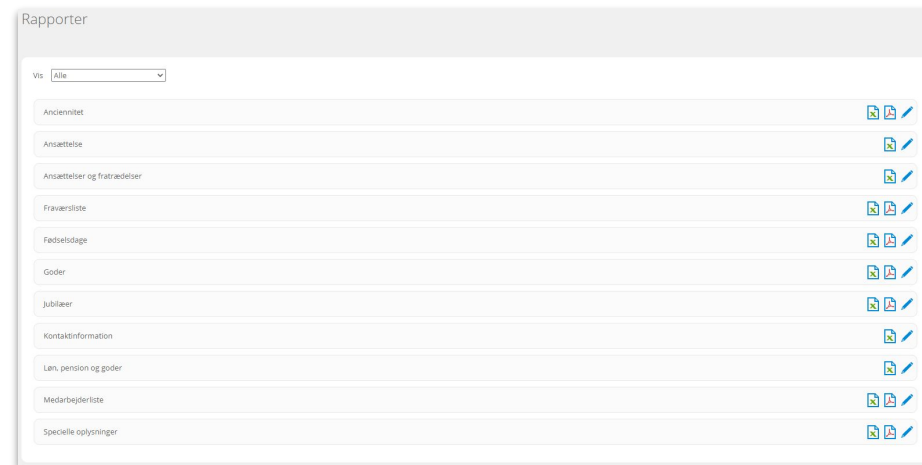 Rapporter
Vis Alle
Anciennitet
Ansættelse
Ansættelser og fratrædelser
Fraværsliste
Fødselsdage
Goder
Jubilæer
Kontaktinformation
Løn, pension og goder
Medarbejderliste
Specielle oplysninger